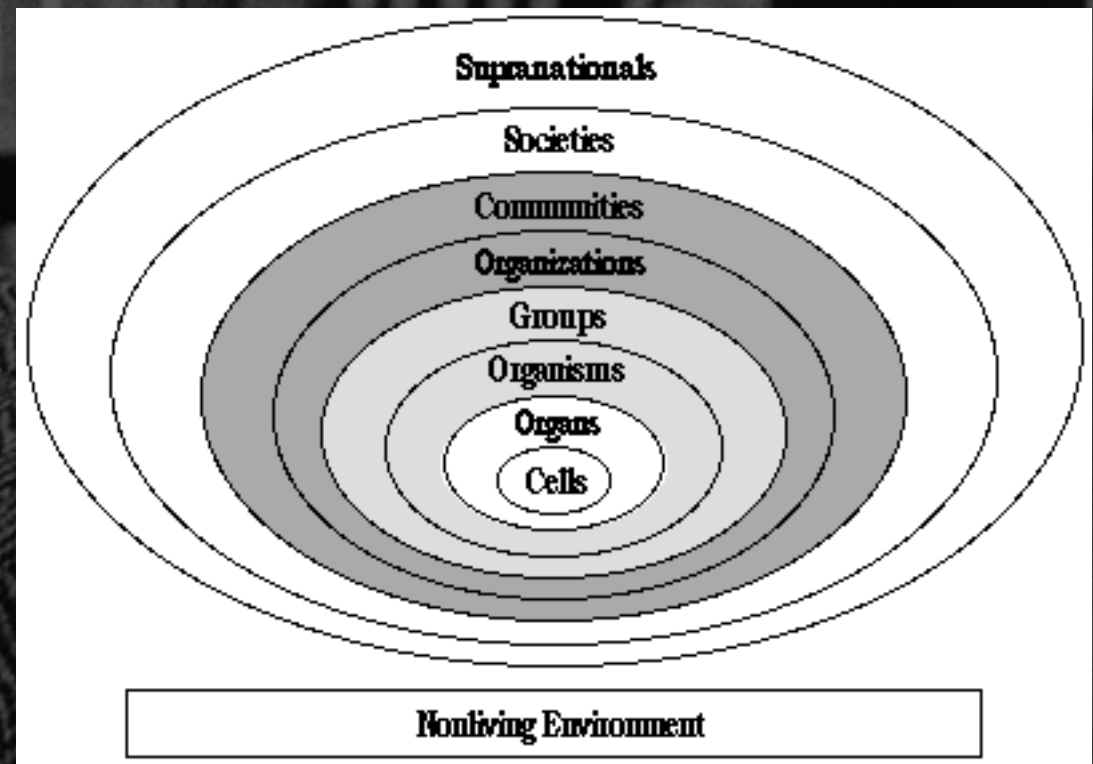 Supranationals
Societies
Communities
Organizations
Groups
Organisms
Organs
Cells
Nonliving Environment